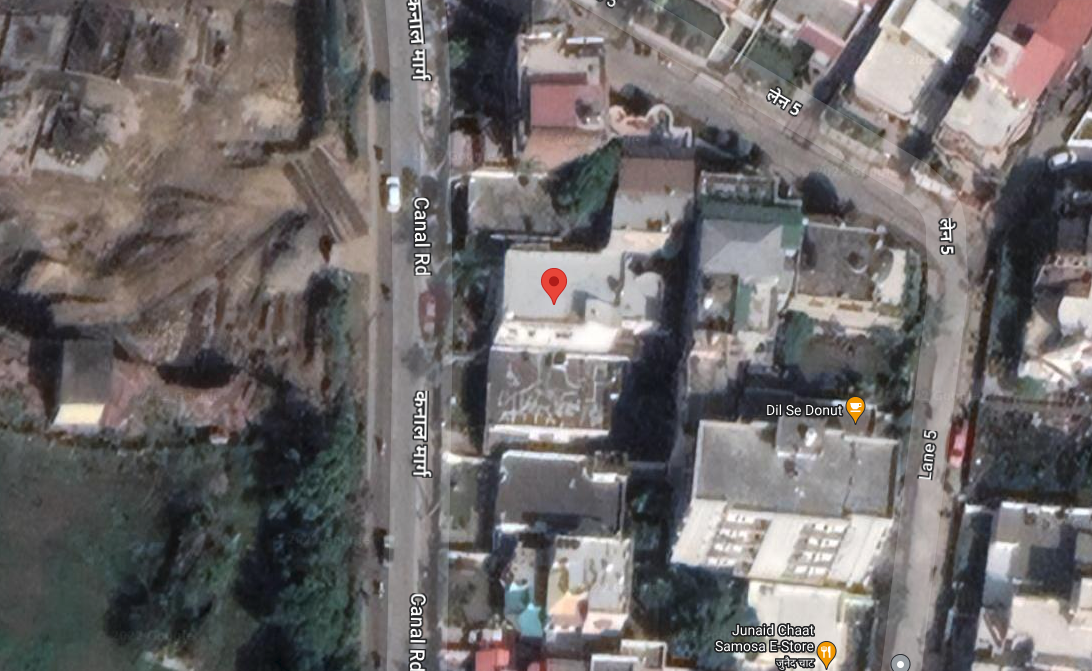 कनाल मार्ग
लेन 5
Canal Rd
लेन 5
कनाल मार्ग
Dil Se Donut
Lane 5
Canal Rd
Junaid Chaat
Samosa E-Store
जुनैद चाट